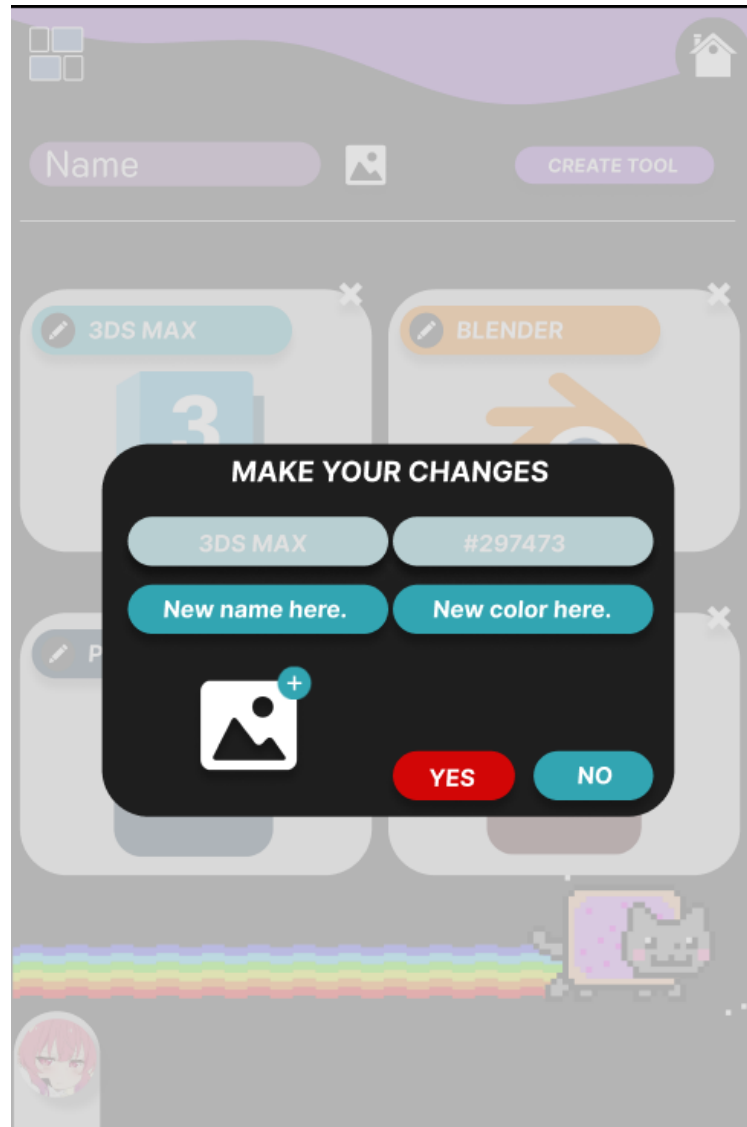 Name
CREATE TOOL
3DS MAX
BLENDER
3
MAKE YOUR CHANGES
3DS MAX #297473
New name here. New color here.
P
YES NO